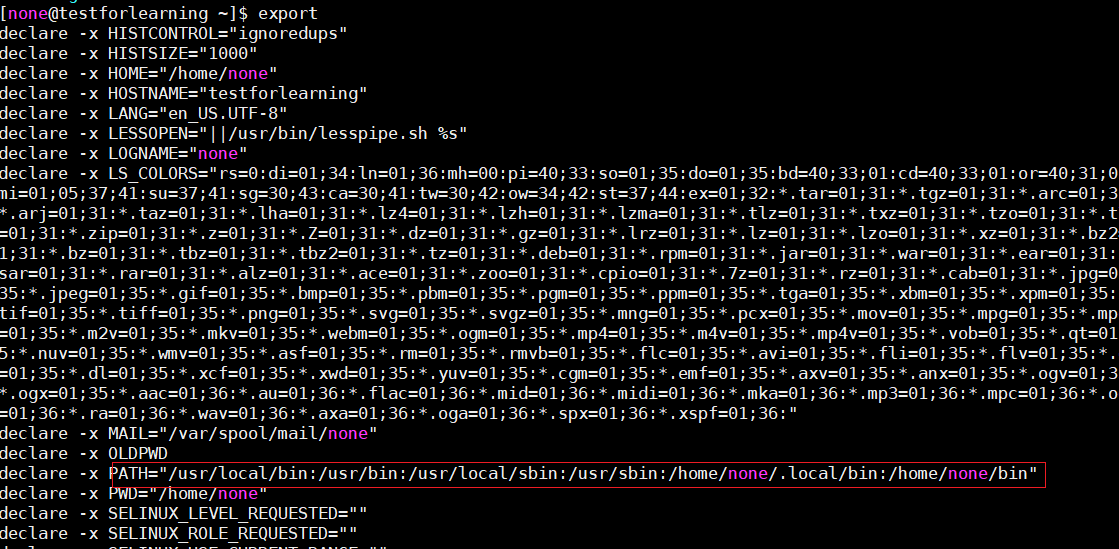 [none@testforlearning ~]$ export
declare -x HISTCONTROL="ignoredups"
declare -x HISTSIZE="1000"
declare -x HOME="/home/none"
declare -x HOSTNAME="testforlearning"
declare -x LANG="en_US.UTF-8"
declare -x LESSOPEN="||/usr/bin/lesspipe.sh %s"
declare -x LOGNAME="none"
declare -x LS_COLORS="rs=0:di=01;34:ln=01;36:mh=00:pi=40;33:so=01;35:do=01;35:bd=40;33;01:cd=40;33;01:or=40;31;0
mi=01;05;37;41:su=37;41:sg=30;43:ca=30;41:tw=30;42:ow=34;42:st=37;44:ex=01;32:*.tar=01;31:*.tgz=01;31:*.arc=01;3
*.arj=01;31:*.taz=01;31:*.lha=01;31:*.lz4=01;31:*.lzh=01;31:*.lzma=01;31:*.tlz=01;31:*.txz=01;31:*.tzo=01;31:*.t
=01;31:*.zip=01;31:*.z=01;31:*.Z=01;31:*.dz=01;31:*.gz=01;31:*.lrz=01;31:*.lz=01;31:*.lzo=01;31:*.xz=01;31:*.bz2
1;31:*.bz=01;31:*.tbz=01;31:*.tbz2=01;31:*.tz=01;31:*.deb=01;31:*.rpm=01;31:*.jar=01;31:*.war=01;31:*.ear=01;31:
sar=01;31:*.rar=01;31:*.alz=01;31:*.ace=01;31:*.zoo=01;31:*.cpio=01;31:*.7z=01;31:*.rz=01;31:*.cab=01;31:*.jpg=0
35:*.jpeg=01;35:*.gif=01;35:*.bmp=01;35:*.pbm=01;35:*.pgm=01;35:*.ppm=01;35:*.tga=01;35:*.xbm=01;35:*.xpm=01;35:
tif=01;35:*.tiff=01;35:*.png=01;35:*.svg=01;35:*.svgz=01;35:*.mng=01;35:*.pcx=01;35:*.mov=01;35:*.mpg=01;35:*.mp
=01;35:*.m2v=01;35:*.mkv=01;35:*.webm=01;35:*.ogm=01;35:*.mp4=01;35:*.m4v=01;35:*.mp4v=01;35:*.vob=01;35:*.qt=01
5:*.nuv=01;35:*.wmv=01;35:*.asf=01;35:*.rm=01;35:*.rmvb=01;35:*.flc=01;35:*.avi=01;35:*.fli=01;35:*.flv=01;35:*.
=01;35:*.dl=01;35:*.xcf=01;35:*.xwd=01;35:*.yuv=01;35:*.cgm=01;35:*.emf=01;35:*.axv=01;35:*.anx=01;35:*.ogv=01;3
*.ogx=01;35:*.aac=01;36:*.au=01;36:*.flac=01;36:*.mid=01;36:*.midi=01;36:*.mka=01;36:*.mp3=01;36:*.mpc=01;36:*.o
=01;36:*.ra=01;36:*.wav=01;36:*.axa=01;36:*.oga=01;36:*.spx=01;36:*.xspf=01;36:"
declare -x MAIL="/var/spool/mail/none"
declare -x OLDPWD
declare -x PATH="/usr/local/bin:/usr/bin:/usr/local/sbin:/usr/sbin:/home/none/.local/bin:/home/none/bin"
declare -x PWD="/home/none"
declare -x SELINUX_LEVEL_REQUESTED=""
declare -x SELINUX_ROLE_REQUESTED=""